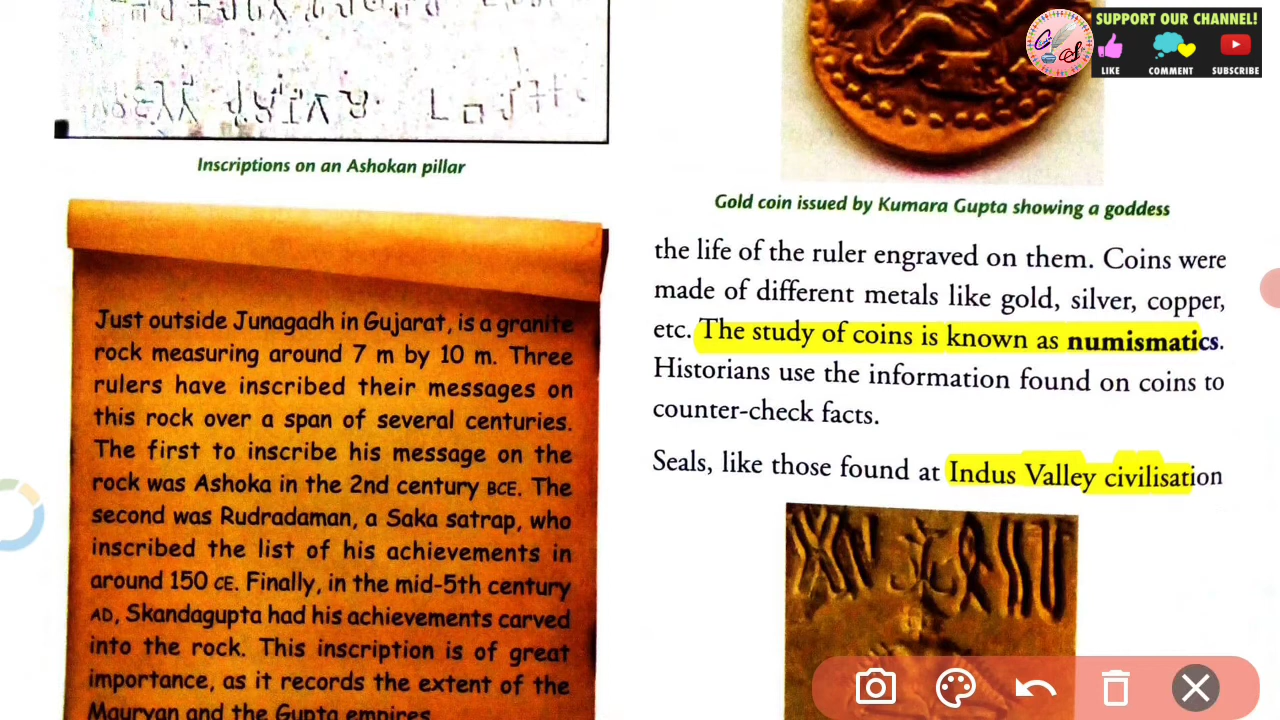 Inscriptions on an Ashokan pillar
Just outside Junagadh in Gujarat, is a granite
rock measuring around 7 m by 10 m. Three
rulers have inscribed their messages on
this rock over a span of several centuries.
The first to inscribe his message on the
rock was Ashoka in the 2nd century BCE. The
second was Rudradaman, a Saka satrap, who
inscribed the list of his achievements in
around 150 CE. Finally, in the mid-5th century
AD, Skandagupta had his achievements carved
into the rock. This inscription is of great
importance, as it records the extent of the
Mauryan and the Gupta empires.
SUPPORT OUR CHANNEL!
LIKE COMMENT SUBSCRIBE
Gold coin issued by Kumara Gupta showing a goddess
the life of the ruler engraved on them. Coins were
made of different metals like gold, silver, copper,
etc. The study of coins is known as numismatics.
Historians use the information found on coins to
counter-check facts.
Seals, like those found at Indus Valley civilisation